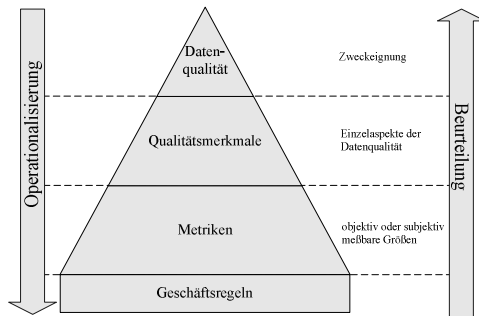 Operationalisierung
Daten-
qualität
Zweckeignung
Qualitätsmerkmale
Einzelaspekte der
Datenqualität
Metriken
objektiv oder subjektiv
meßbare Größen
Geschäftsregeln
Beurteilung